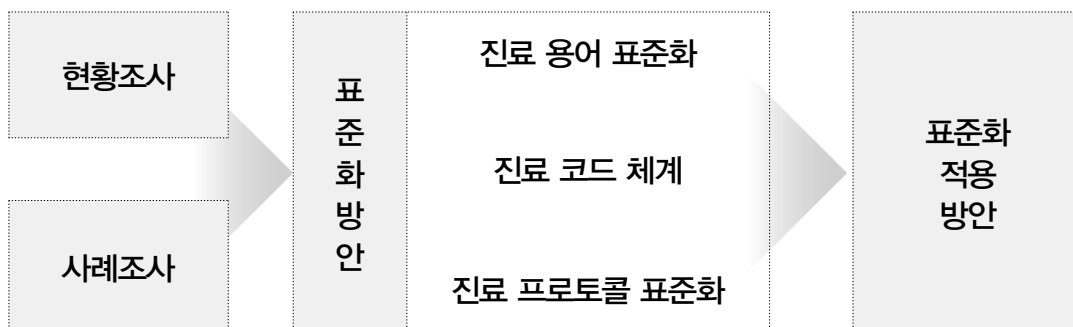 현황조사
사례조사
표준화방안
진료 용어 표준화
진료 코드 체계
진료 프로토콜 표준화
표준화
적용
방안